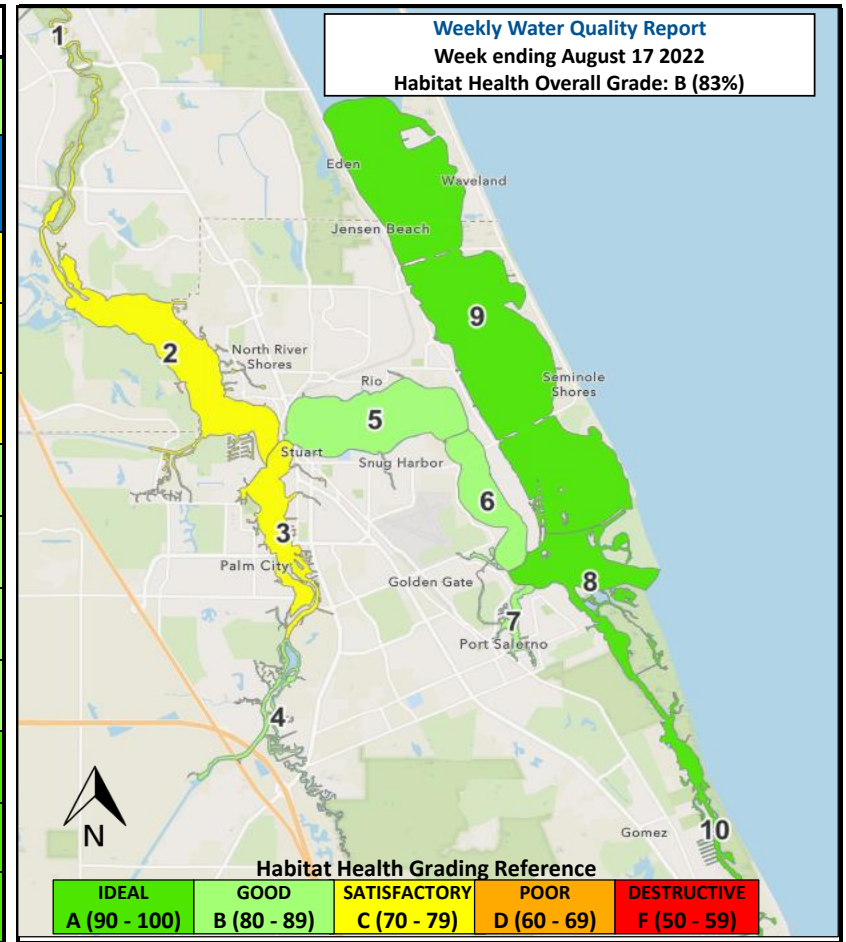 Weekly Water Quality Report
Week ending August 17 2022
Habitat Health Overall Grade: B (83%)
1
Eden
Waveland
Jensen Beach
9
2
North River
Shores
Rio
Seminole
Shores
5
Stuart
Snug Harbor
6
3
Palm City
Golden Gate
8
7
Port Salerno
4
N
Gomez
10
Habitat Health Grading Reference
IDEAL GOOD SATISFACTORY POOR DESTRUCTIVE
A (90 - 100) B (80 - 89) C (70 - 79) D (60 - 69) F (50 - 59)